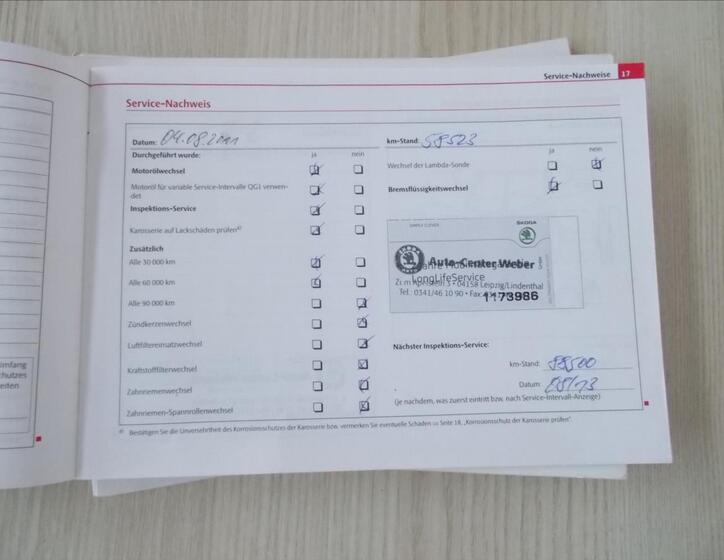 Service-Nachweise 17
Service-Nachweis
Datum: 04.08.2011
km-Stand: 58523
Durchgeführt wurde: ja nein
ja nein
Motorölwechsel
Wechsel der Lambda-Sonde
Motoröl für variable Service-Intervalle QG1 verwen-
det
Bremsflüssigkeitswechsel
Inspektions-Service
Karosserie auf Lackschäden prüfen a)
Zusätzlich
Alle 30 000 km
Alle 60 000 km
Alle 90 000 km
Zündkerzenwechsel
Luftfiltereinsatzwechsel
Kraftstofffilterwechsel
Zahnriemenwechsel
Zahnriemen-Spannrollenwechsel
SIMPLY CLEVER
SKODA
Auto-Center Weber
LongLifeService
04158 Leipzig/Lindenthal
Tel.: 0341/46 10 90 • Fax:
1173986
Nächster Inspektions-Service:
km-Stand: 88500
Datum: 08/13
(je nachdem, was zuerst eintritt bzw. nach Service-Intervall-Anzeige)
a) Bestätigen Sie die Unversehrtheit des Korrosionsschutzes der Karosserie bzw. vermerken Sie eventuelle Schäden ⇒ Seite 18, „Korrosionsschutz der Karosserie prüfen".